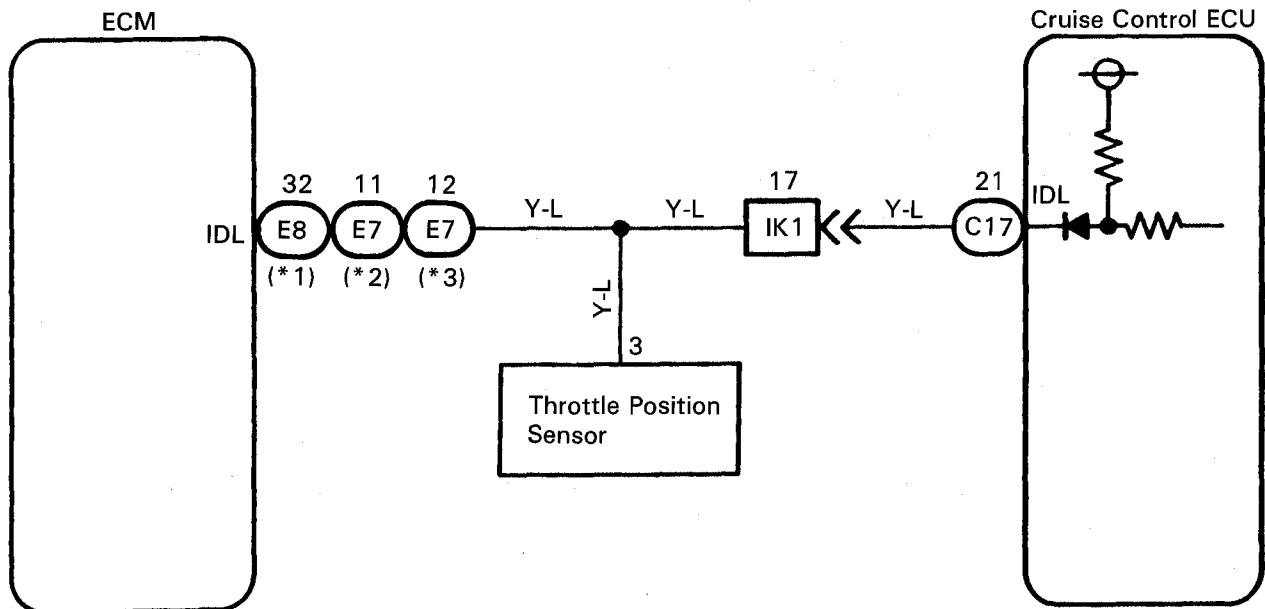 ECM
Cruise Control ECU
32 11 12
17
21
IDL
E8 E7 E7
Y-L
Y-L
IK1
Y-L
C17
IDL
(*1) (*2) (*3)
Y-L
3
Throttle Position
Sensor